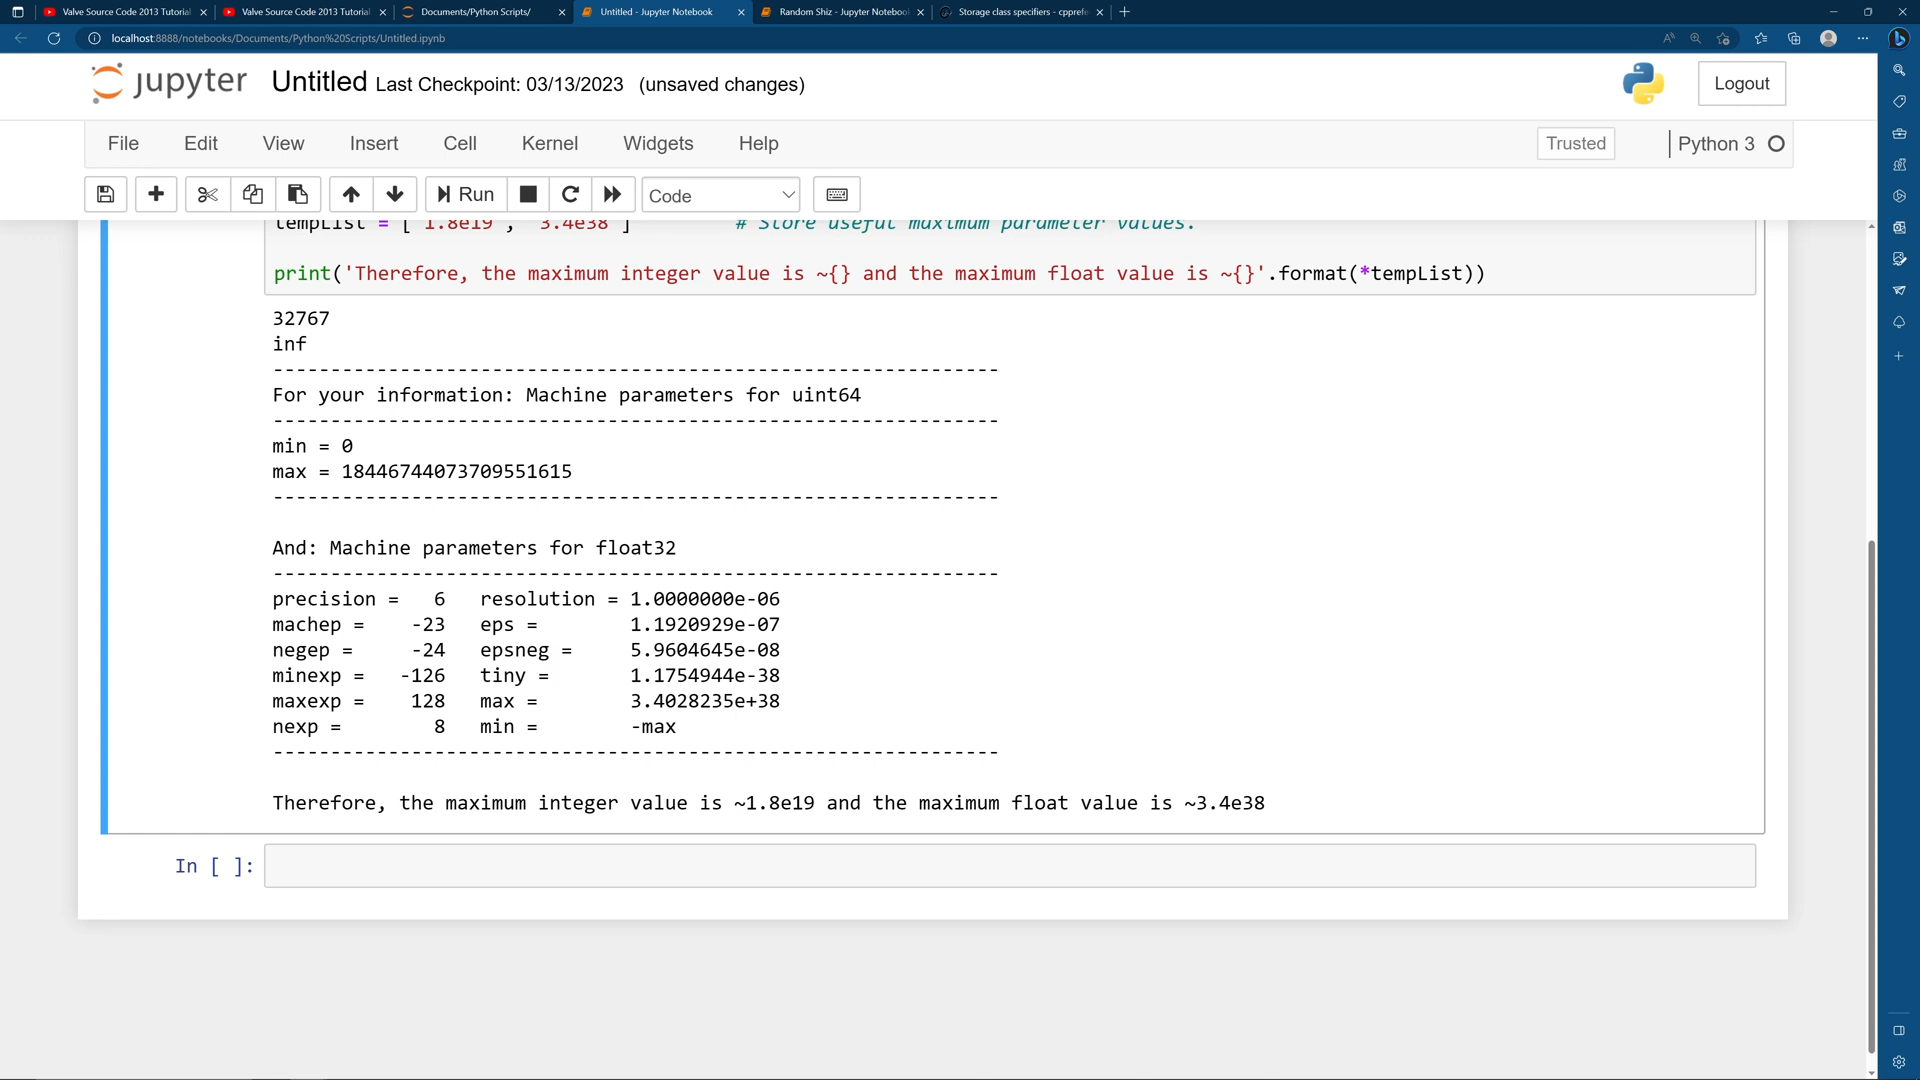 Valve Source Code 2013 Tutorial
Valve Source Code 2013 Tutorial
Documents/Python Scripts/
Untitled - Jupyter Notebook
Random Shiz - Jupyter Notebook
Storage class specifiers - cpprefe
localhost:8888/notebooks/Documents/Python%20Scripts/Untitled.ipynb
jupyter Untitled Last Checkpoint: 03/13/2023 (unsaved changes)
Logout
File Edit View Insert Cell Kernel Widgets Help
Trusted
Python 3
Run
Code
tempList = [ 1.8e19 , 3.4e38 ] # Store useful maximum parameter values.
print('Therefore, the maximum integer value is ~{} and the maximum float value is ~{}'.format(*tempList))
32767
inf
---------------------------------------------------------------
For your information: Machine parameters for uint64
---------------------------------------------------------------
min = 0
max = 18446744073709551615
---------------------------------------------------------------
And: Machine parameters for float32
---------------------------------------------------------------
precision = 6 resolution = 1.0000000e-06
machep = -23 eps = 1.1920929e-07
negep = -24 epsneg = 5.9604645e-08
minexp = -126 tiny = 1.1754944e-38
maxexp = 128 max = 3.4028235e+38
nexp = 8 min = -max
---------------------------------------------------------------
Therefore, the maximum integer value is ~1.8e19 and the maximum float value is ~3.4e38
In [ ]: